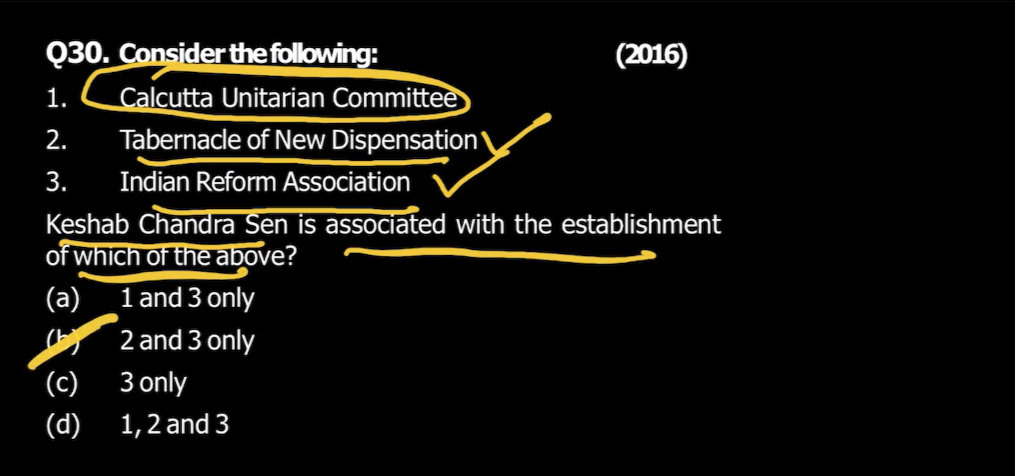 Q30. Consider the following: (2016)
1. Calcutta Unitarian Committee
2. Tabernacle of New Dispensation
3. Indian Reform Association
Keshab Chandra Sen is associated with the establishment
of which of the above?
(a) 1 and 3 only
(b) 2 and 3 only
(c) 3 only
(d) 1, 2 and 3